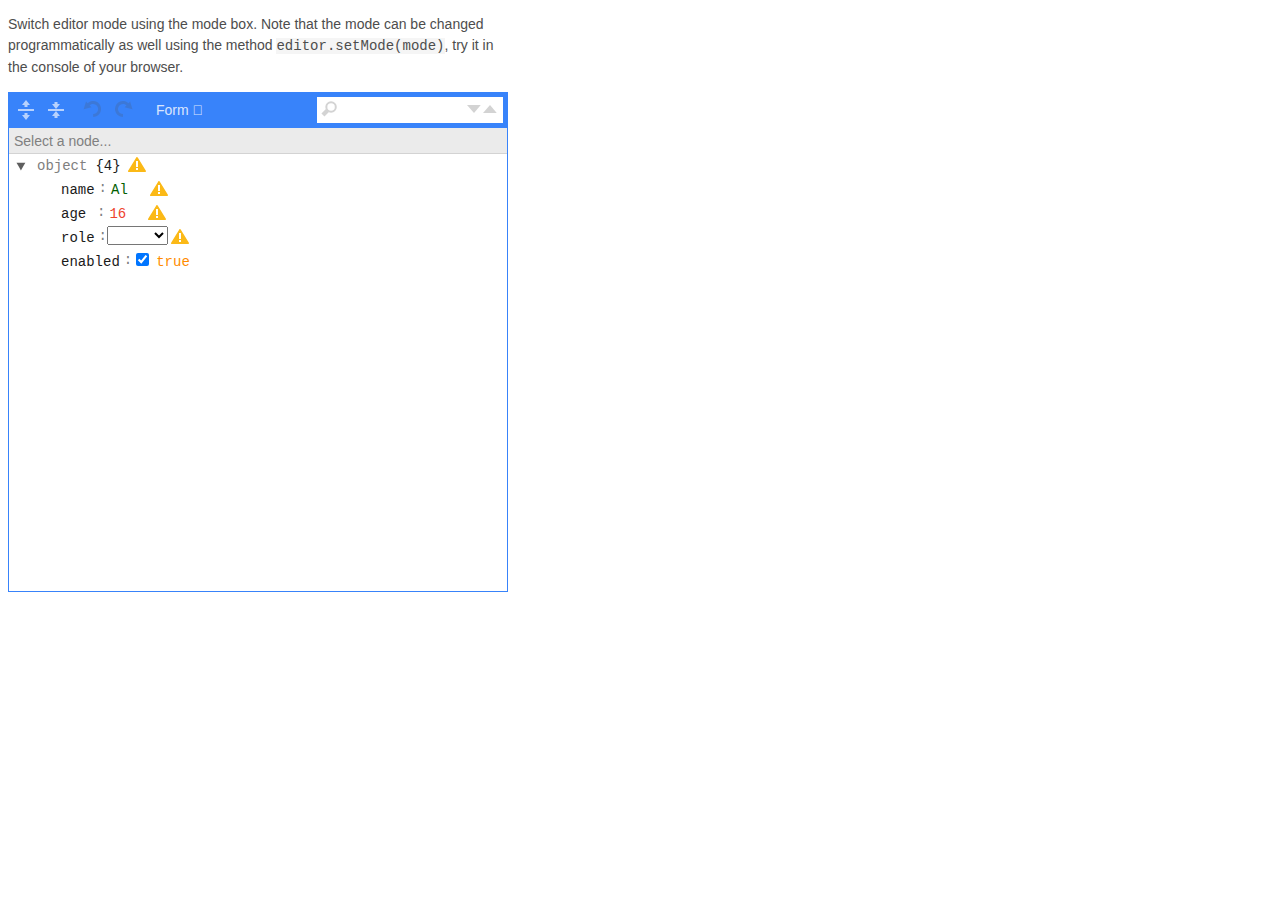 Switch editor mode using the mode box. Note that the mode can be changed
programmatically as well using the method editor.setMode(mode), try it in
the console of your browser.
Form
Select a node...
object {4}
name : Al
age : 16
role :
enabled : true